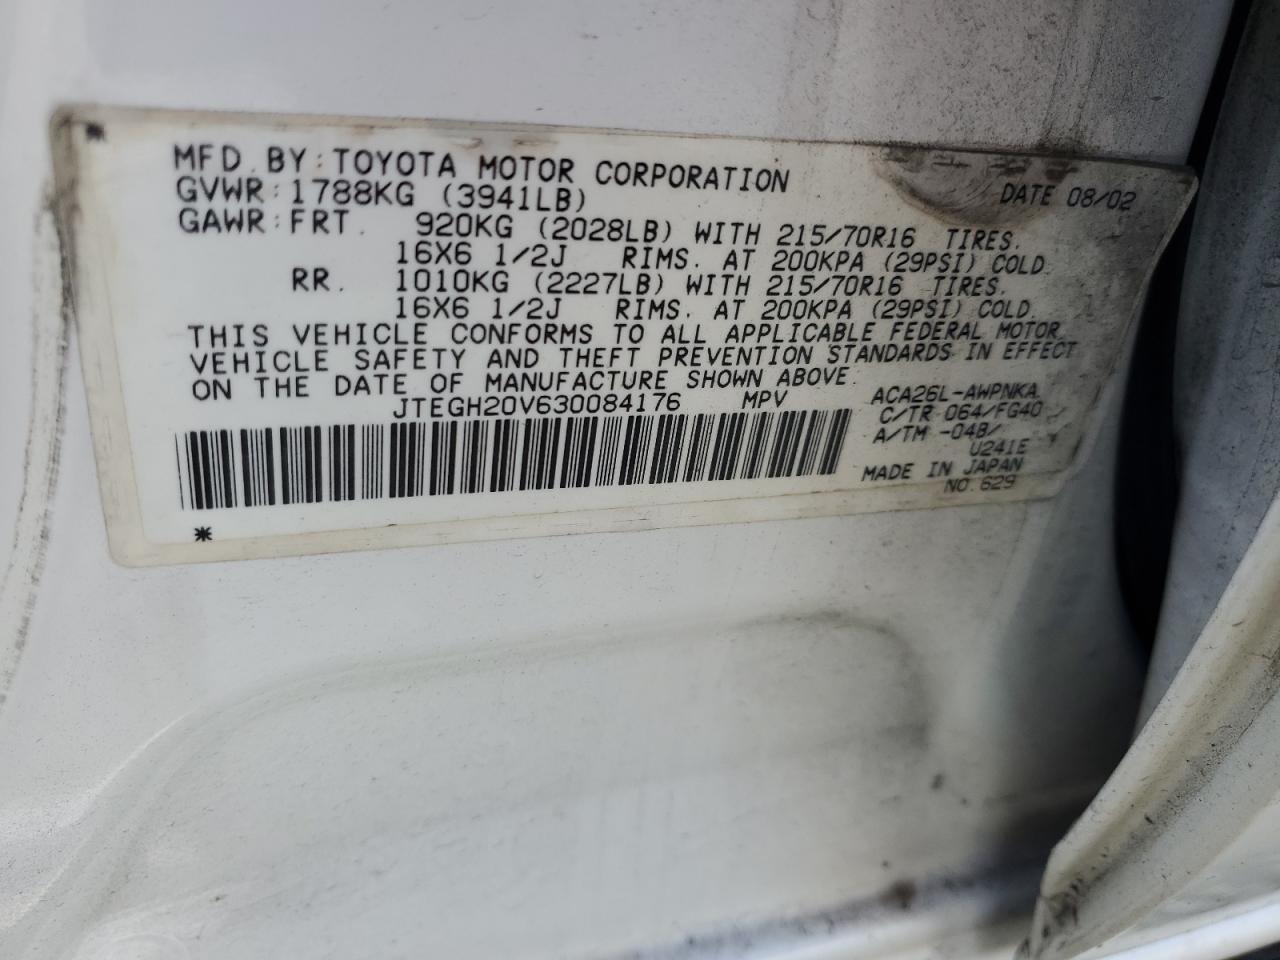 MFD. BY: TOYOTA MOTOR CORPORATION DATE 08/02
GVWR: 1788KG (3941LB)
GAWR: FRT. 920KG (2028LB) WITH 215/70R16 TIRES.
16X6 1/2J RIMS. AT 200KPA (29PSI) COLD.
RR. 1010KG (2227LB) WITH 215/70R16 TIRES.
16X6 1/2J RIMS. AT 200KPA (29PSI) COLD.
THIS VEHICLE CONFORMS TO ALL APPLICABLE FEDERAL MOTOR
VEHICLE SAFETY AND THEFT PREVENTION STANDARDS IN EFFECT
ON THE DATE OF MANUFACTURE SHOWN ABOVE.
JTEGH20V630084176 MPV
ACA26L-AWPNKA
C/TR 064/FG40
A/TM -04B/
U241E
MADE IN JAPAN
NO. 629